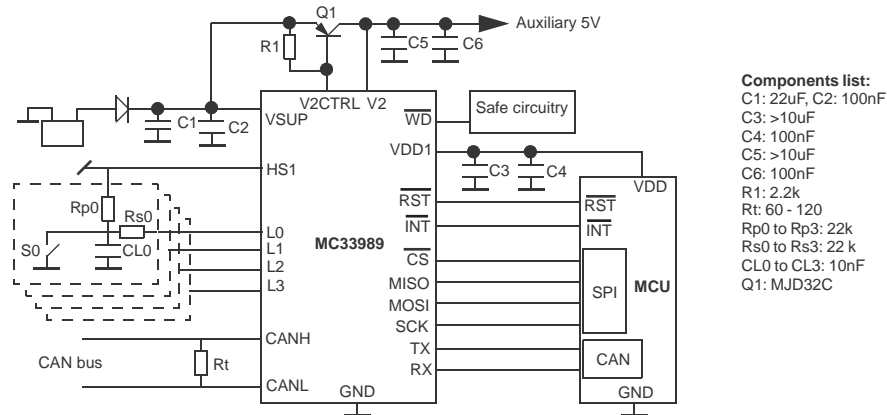 Q1
Auxiliary 5V
R1
C5
C6
V2CTRL V2
C1
C2
VSUP
WD
Safe circuitry
VDD1
C3
C4
VDD
HS1
Rp0
Rs0
S0
CL0
L0
L1
L2
L3
MC33989
RST
RST
INT
INT
CS
MISO
MOSI
SCK
SPI
MCU
TX
RX
CAN
CANH
CAN bus
Rt
CANL
GND
GND
Components list:
C1: 22uF, C2: 100nF
C3: >10uF
C4: 100nF
C5: >10uF
C6: 100nF
R1: 2.2k
Rt: 60 - 120
Rp0 to Rp3: 22k
Rs0 to Rs3: 22 k
CL0 to CL3: 10nF
Q1: MJD32C